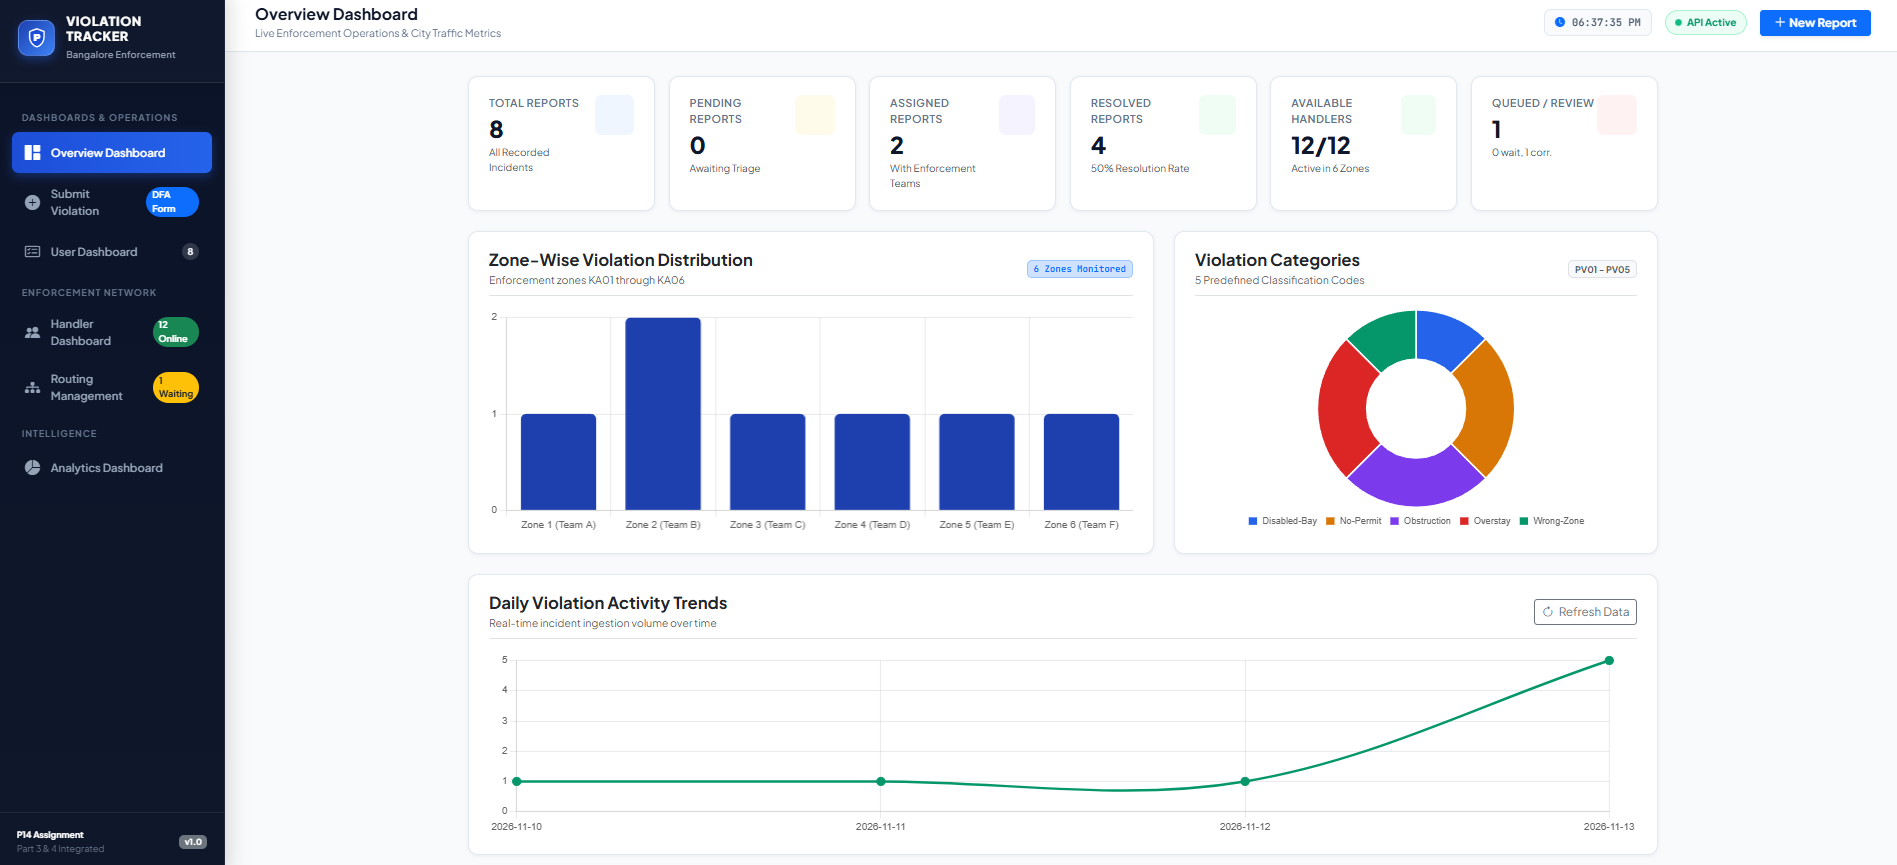 VIOLATION
TRACKER
Bangalore Enforcement
DASHBOARDS & OPERATIONS
Overview Dashboard
Submit
Violation
DFA
Form
User Dashboard
8
ENFORCEMENT NETWORK
Handler
Dashboard
12
Online
Routing
Management
1
Waiting
INTELLIGENCE
Analytics Dashboard
P14 Assignment
Part 3 & 4 Integrated
v1.0
Overview Dashboard
Live Enforcement Operations & City Traffic Metrics
06:37:35 PM
API Active
+ New Report
TOTAL REPORTS
8
All Recorded
Incidents
PENDING
REPORTS
0
Awaiting Triage
ASSIGNED
REPORTS
2
With Enforcement
Teams
RESOLVED
REPORTS
4
50% Resolution Rate
AVAILABLE
HANDLERS
12/12
Active in 6 Zones
QUEUED / REVIEW
1
0 wait, 1 corr.
Zone-Wise Violation Distribution
Enforcement zones KA01 through KA06
6 Zones Monitored
2
1
0
Zone 1 (Team A)
Zone 2 (Team B)
Zone 3 (Team C)
Zone 4 (Team D)
Zone 5 (Team E)
Zone 6 (Team F)
Violation Categories
5 Predefined Classification Codes
PV01 - PV05
Disabled-Bay
No-Permit
Obstruction
Overstay
Wrong-Zone
Daily Violation Activity Trends
Real-time incident ingestion volume over time
Refresh Data
5
4
3
2
1
0
2026-11-10
2026-11-11
2026-11-12
2026-11-13